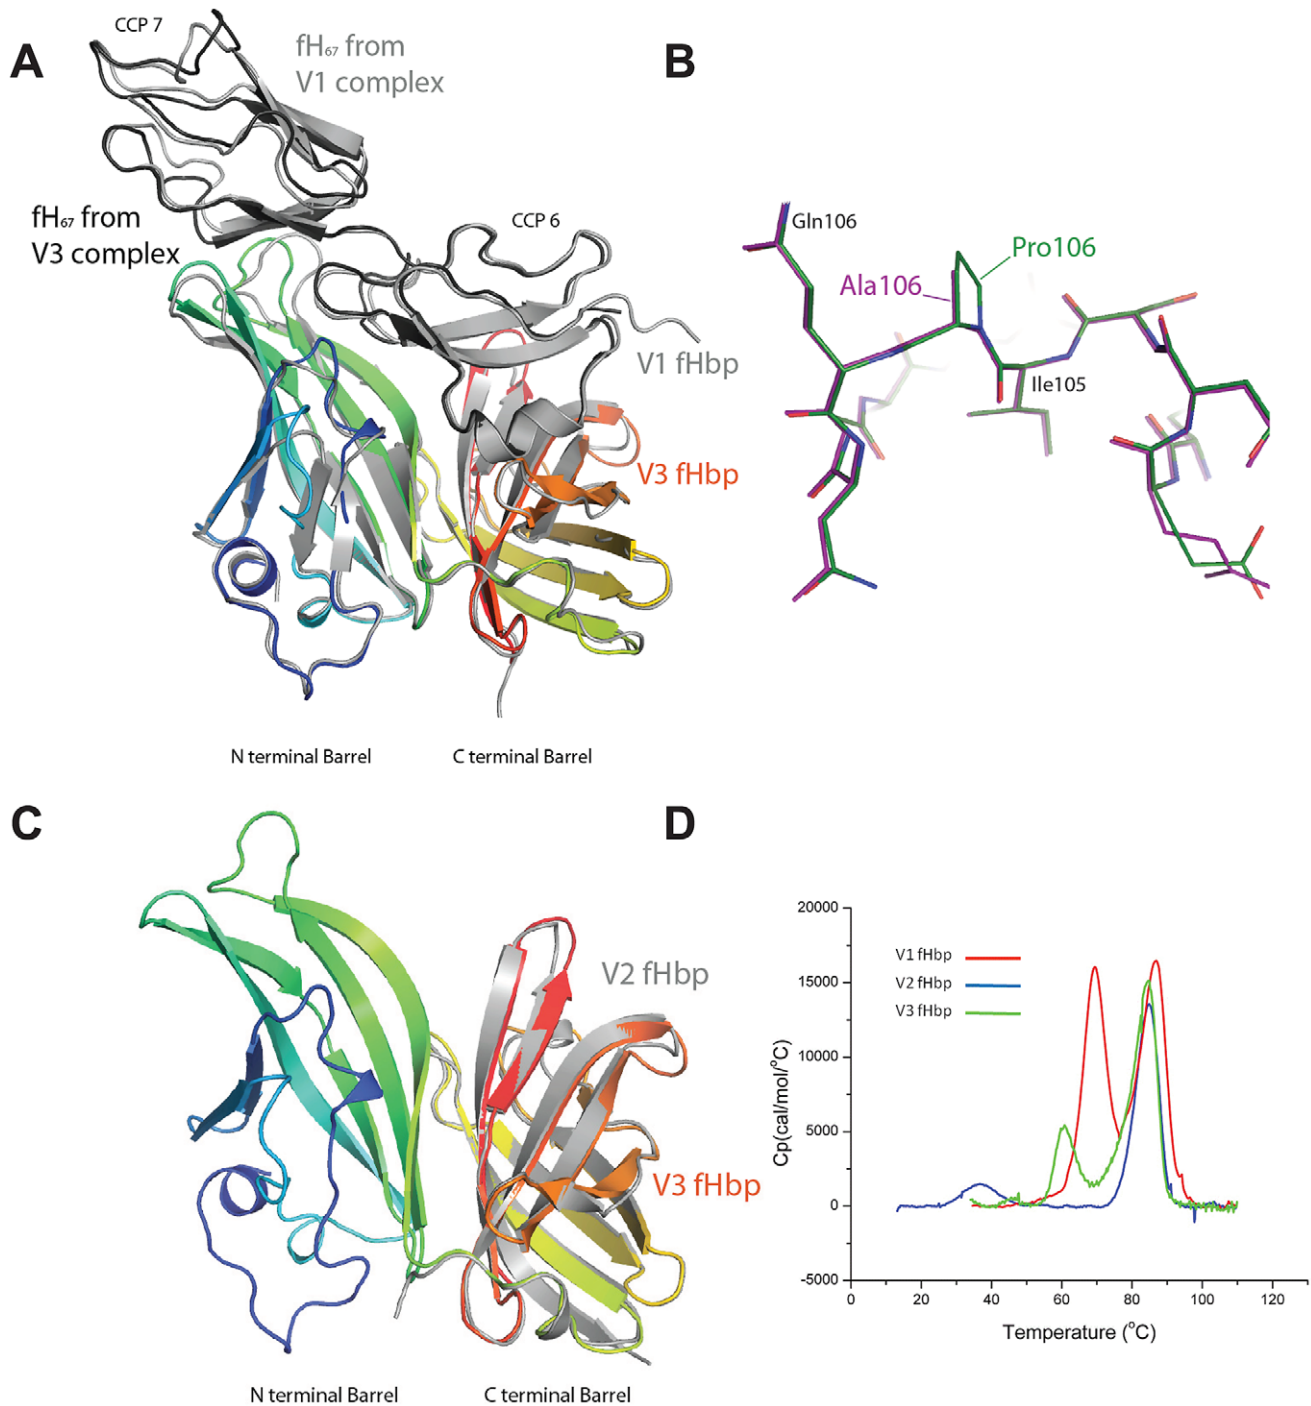 A
CCP 7
fH67 from
V1 complex
fH67 from
V3 complex
CCP 6
V1 fHbp
V3 fHbp
N terminal Barrel
C terminal Barrel
B
Gln106
Pro106
Ala106
Ile105
C
V2 fHbp
V3 fHbp
N terminal Barrel
C terminal Barrel
D
20000
15000
10000
5000
0
-5000
Cp(cal/mol/°C)
V1 fHbp
V2 fHbp
V3 fHbp
0 20 40 60 80 100 120
Temperature (°C)